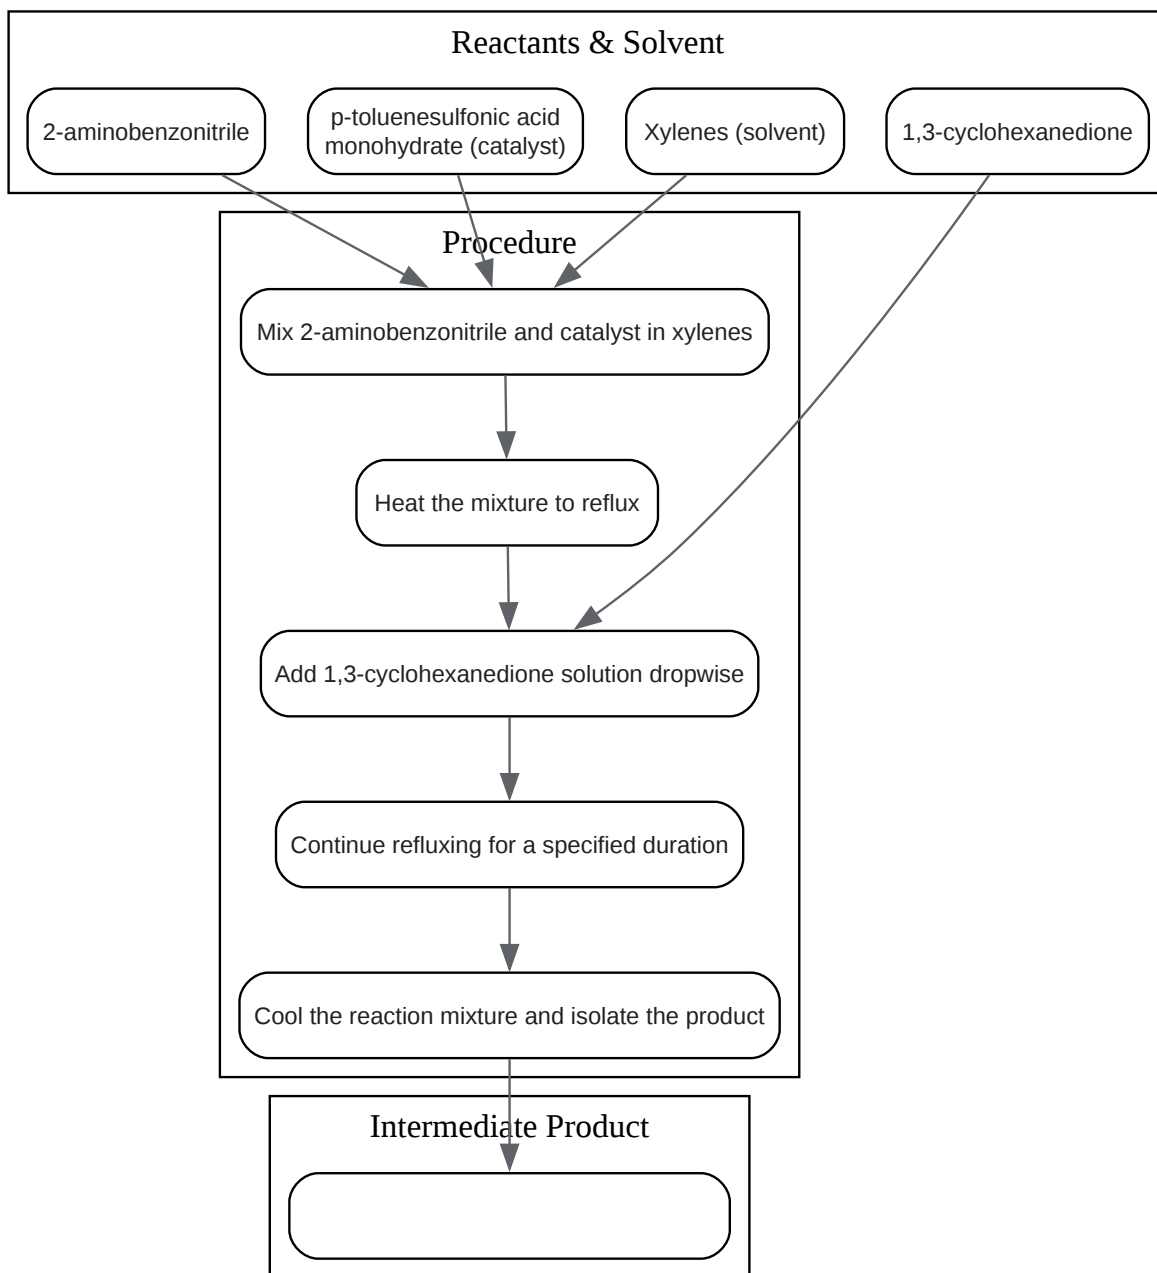 Reactants & Solvent
2-aminobenzonitrile
p-toluenesulfonic acid
monohydrate (catalyst)
Xylenes (solvent)
1,3-cyclohexanedione
Procedure
Mix 2-aminobenzonitrile and catalyst in xylenes
Heat the mixture to reflux
Add 1,3-cyclohexanedione solution dropwise
Continue refluxing for a specified duration
Cool the reaction mixture and isolate the product
Intermediate Product